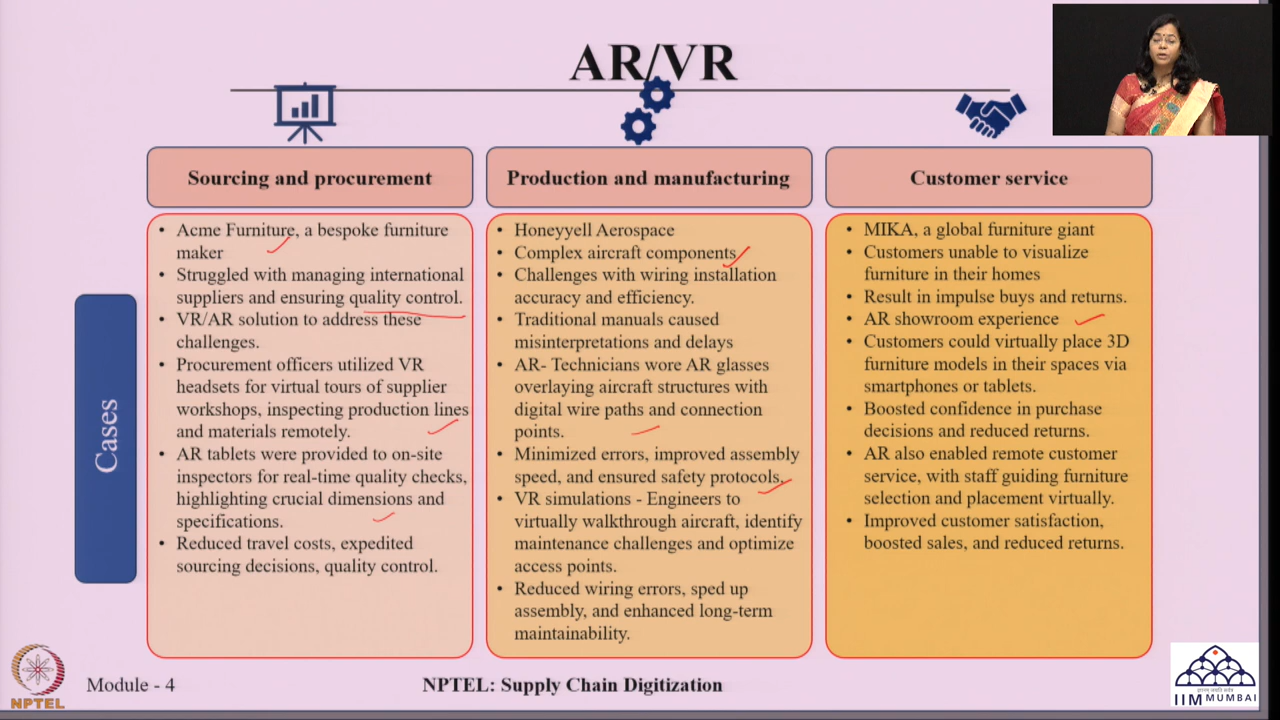 AR/VR
Cases
Sourcing and procurement
• Acme Furniture, a bespoke furniture
maker
• Struggled with managing international
suppliers and ensuring quality control.
• VR/AR solution to address these
challenges.
• Procurement officers utilized VR
headsets for virtual tours of supplier
workshops, inspecting production lines
and materials remotely.
• AR tablets were provided to on-site
inspectors for real-time quality checks,
highlighting crucial dimensions and
specifications.
• Reduced travel costs, expedited
sourcing decisions, quality control.
Production and manufacturing
• Honeyyell Aerospace
• Complex aircraft components
• Challenges with wiring installation
accuracy and efficiency.
• Traditional manuals caused
misinterpretations and delays
• AR- Technicians wore AR glasses
overlaying aircraft structures with
digital wire paths and connection
points.
• Minimized errors, improved assembly
speed, and ensured safety protocols.
• VR simulations - Engineers to
virtually walkthrough aircraft, identify
maintenance challenges and optimize
access points.
• Reduced wiring errors, sped up
assembly, and enhanced long-term
maintainability.
Customer service
• MIKA, a global furniture giant
• Customers unable to visualize
furniture in their homes
• Result in impulse buys and returns.
• AR showroom experience
• Customers could virtually place 3D
furniture models in their spaces via
smartphones or tablets.
• Boosted confidence in purchase
decisions and reduced returns.
• AR also enabled remote customer
service, with staff guiding furniture
selection and placement virtually.
• Improved customer satisfaction,
boosted sales, and reduced returns.
NPTEL
Module - 4
NPTEL: Supply Chain Digitization
IIM MUMBAI